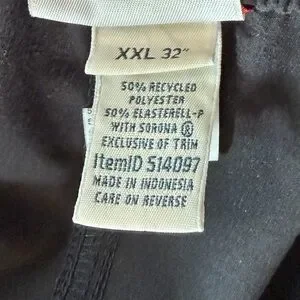 XXL 32"
50% RECYCLED
POLYESTER
50% ELASTERELL-P
WITH SORONA ®
EXCLUSIVE OF TRIM
ItemID 514097
MADE IN INDONESIA
CARE ON REVERSE